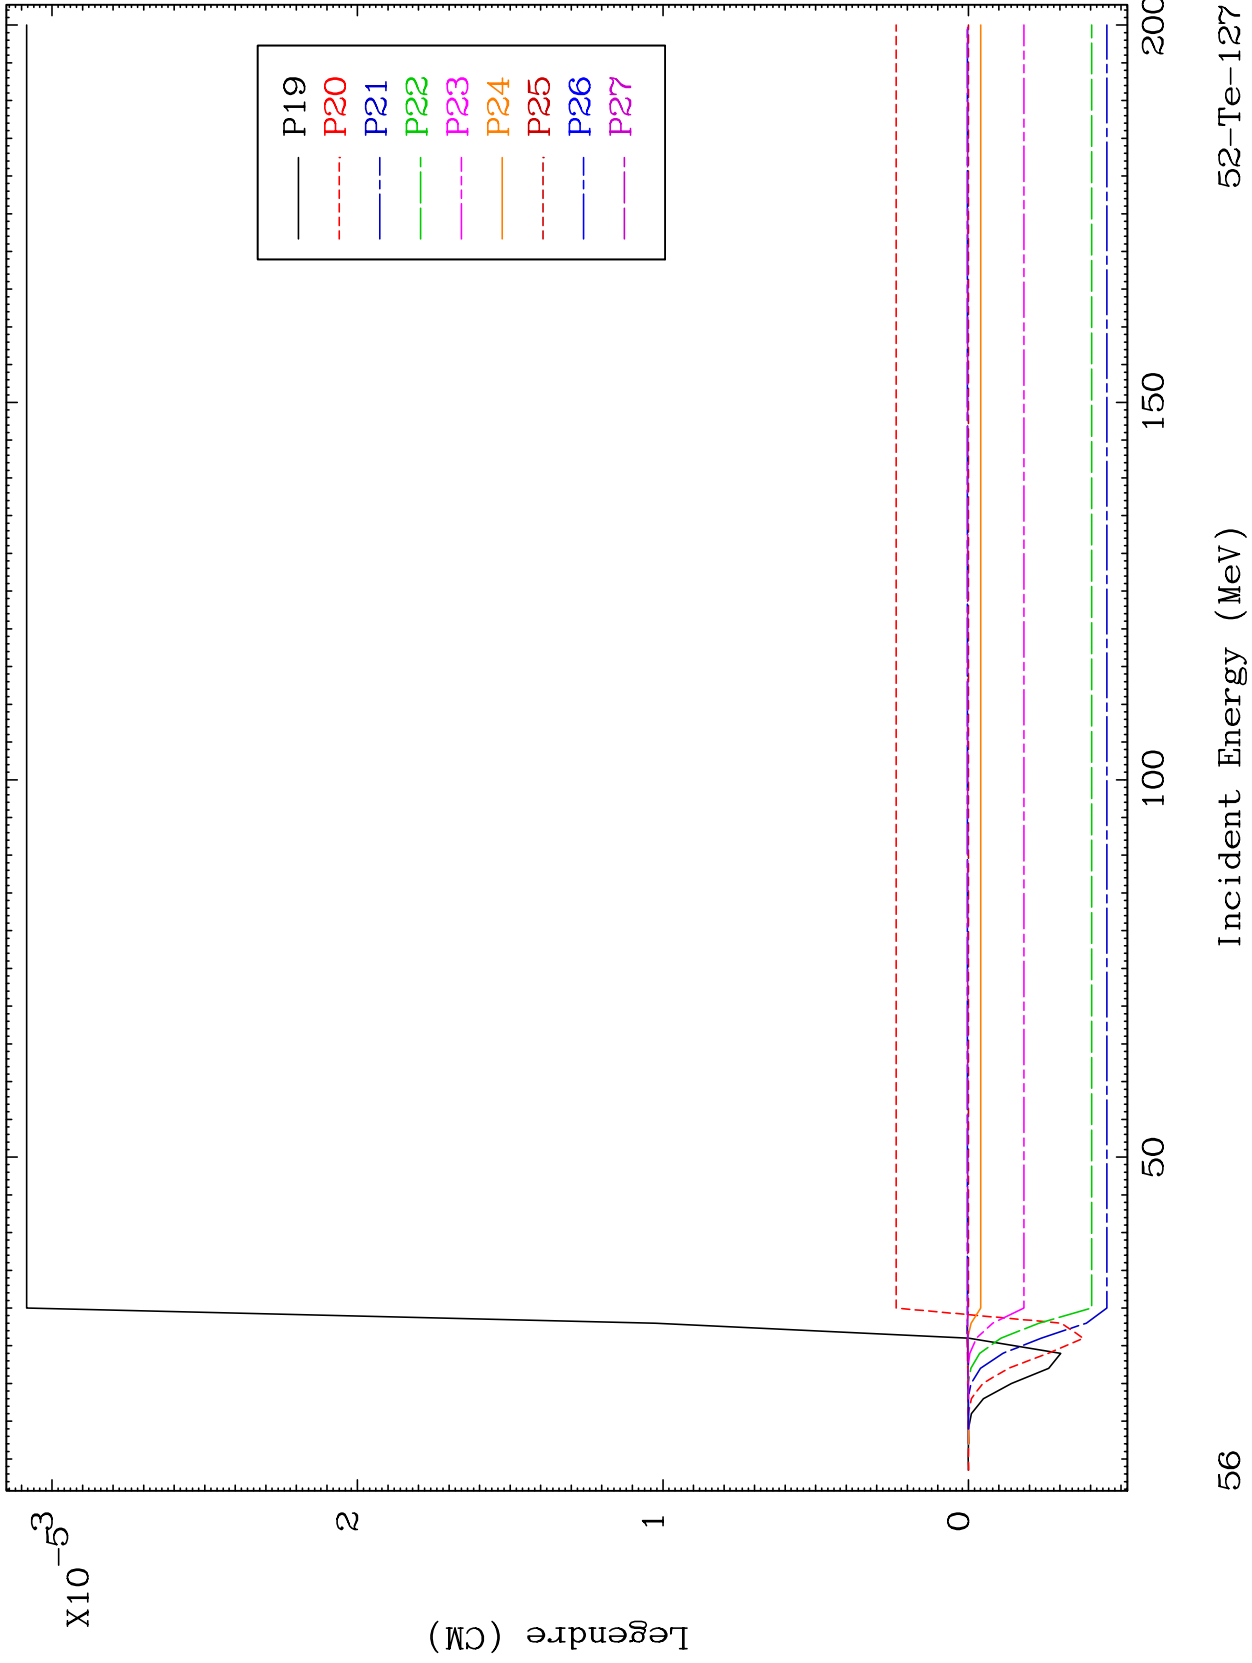 X10-5
3
2
1
0
Legendre (CM)
P19
P20
P21
P22
P23
P24
P25
P26
P27
50
100
150
200
Incident Energy (MeV)
56
52-Te-127